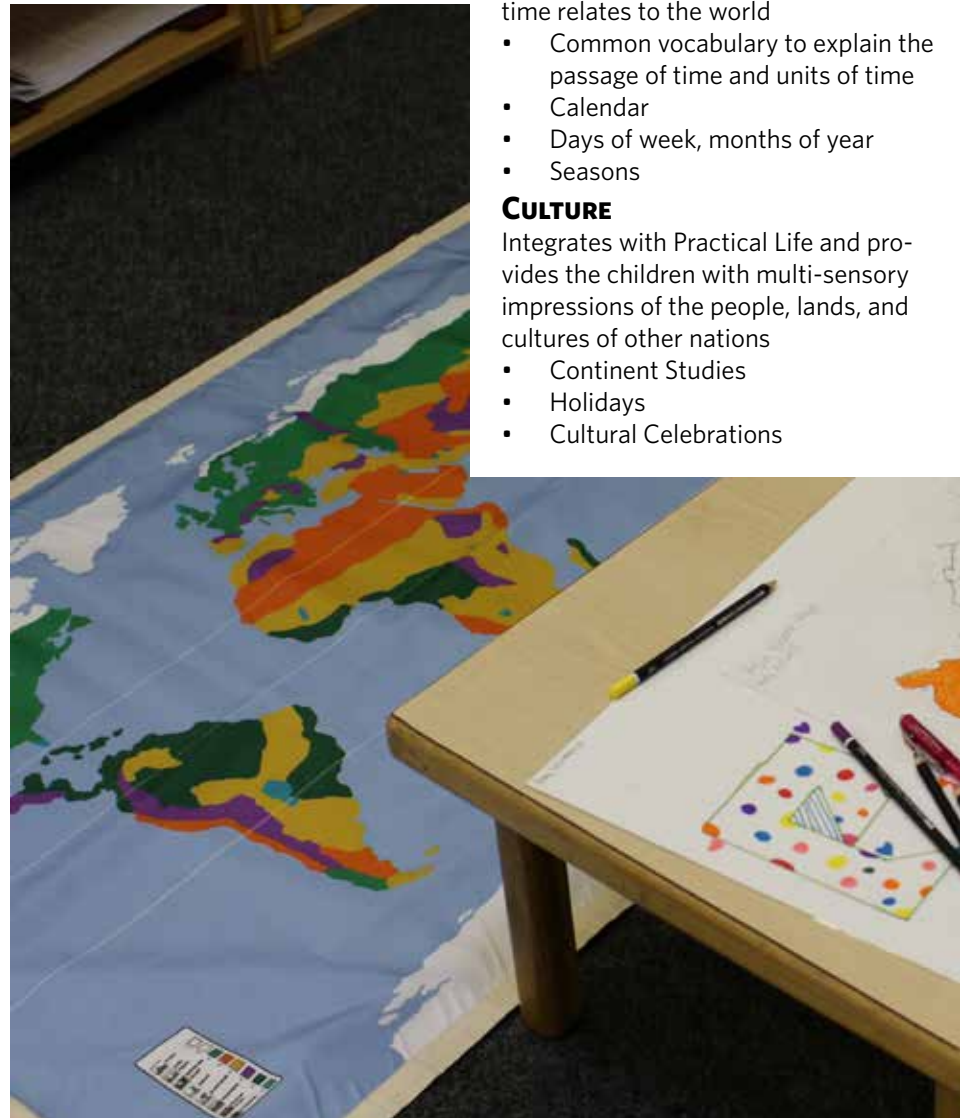 time relates to the world
• Common vocabulary to explain the
passage of time and units of time
• Calendar
• Days of week, months of year
• Seasons
CULTURE
Integrates with Practical Life and pro-
vides the children with multi-sensory
impressions of the people, lands, and
cultures of other nations
• Continent Studies
• Holidays
• Cultural Celebrations